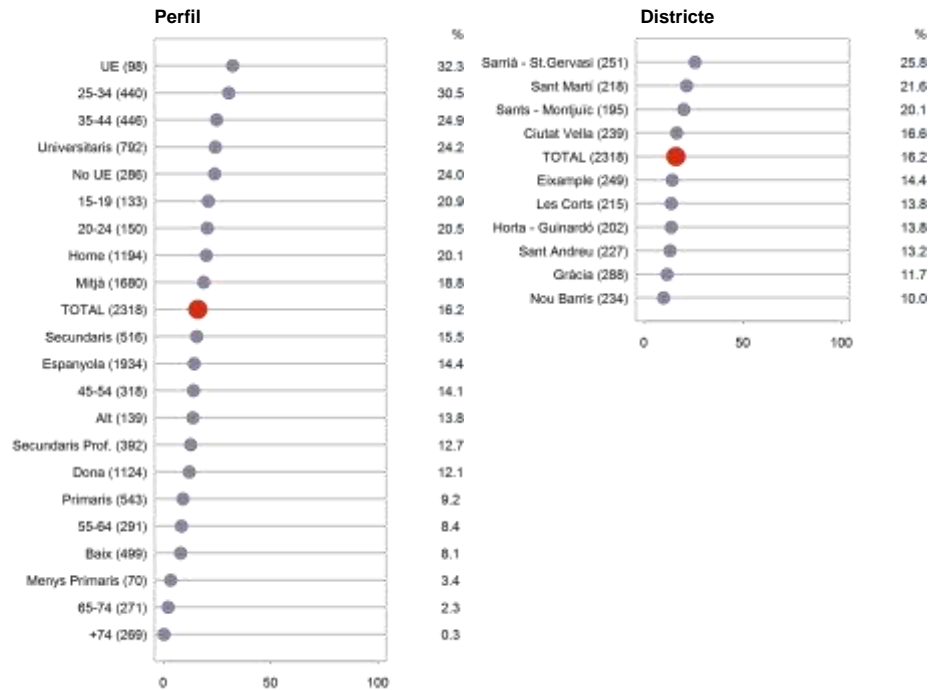 Perfil
%
UE (98) 32.3
25-34 (440) 30.5
35-44 (446) 24.9
Universitaris (792) 24.2
No UE (286) 24.0
15-19 (133) 20.9
20-24 (150) 20.5
Home (1194) 20.1
Mitjà (1680) 18.8
TOTAL (2318) 16.2
Secundaris (516) 15.5
Espanyola (1934) 14.4
45-54 (318) 14.1
Alt (139) 13.8
Secundaris Prof. (392) 12.7
Dona (1124) 12.1
Primaris (543) 9.2
55-64 (291) 8.4
Baix (499) 8.1
Menys Primaris (70) 3.4
65-74 (271) 2.3
+74 (269) 0.3
0 50 100
Districte
%
Sarrià - St.Gervasi (251) 25.8
Sant Martí (218) 21.6
Sants - Montjuïc (195) 20.1
Ciutat Vella (239) 16.6
TOTAL (2318) 16.2
Eixample (249) 14.4
Les Corts (215) 13.8
Horta - Guinardó (202) 13.8
Sant Andreu (227) 13.2
Gràcia (288) 11.7
Nou Barris (234) 10.0
0 50 100